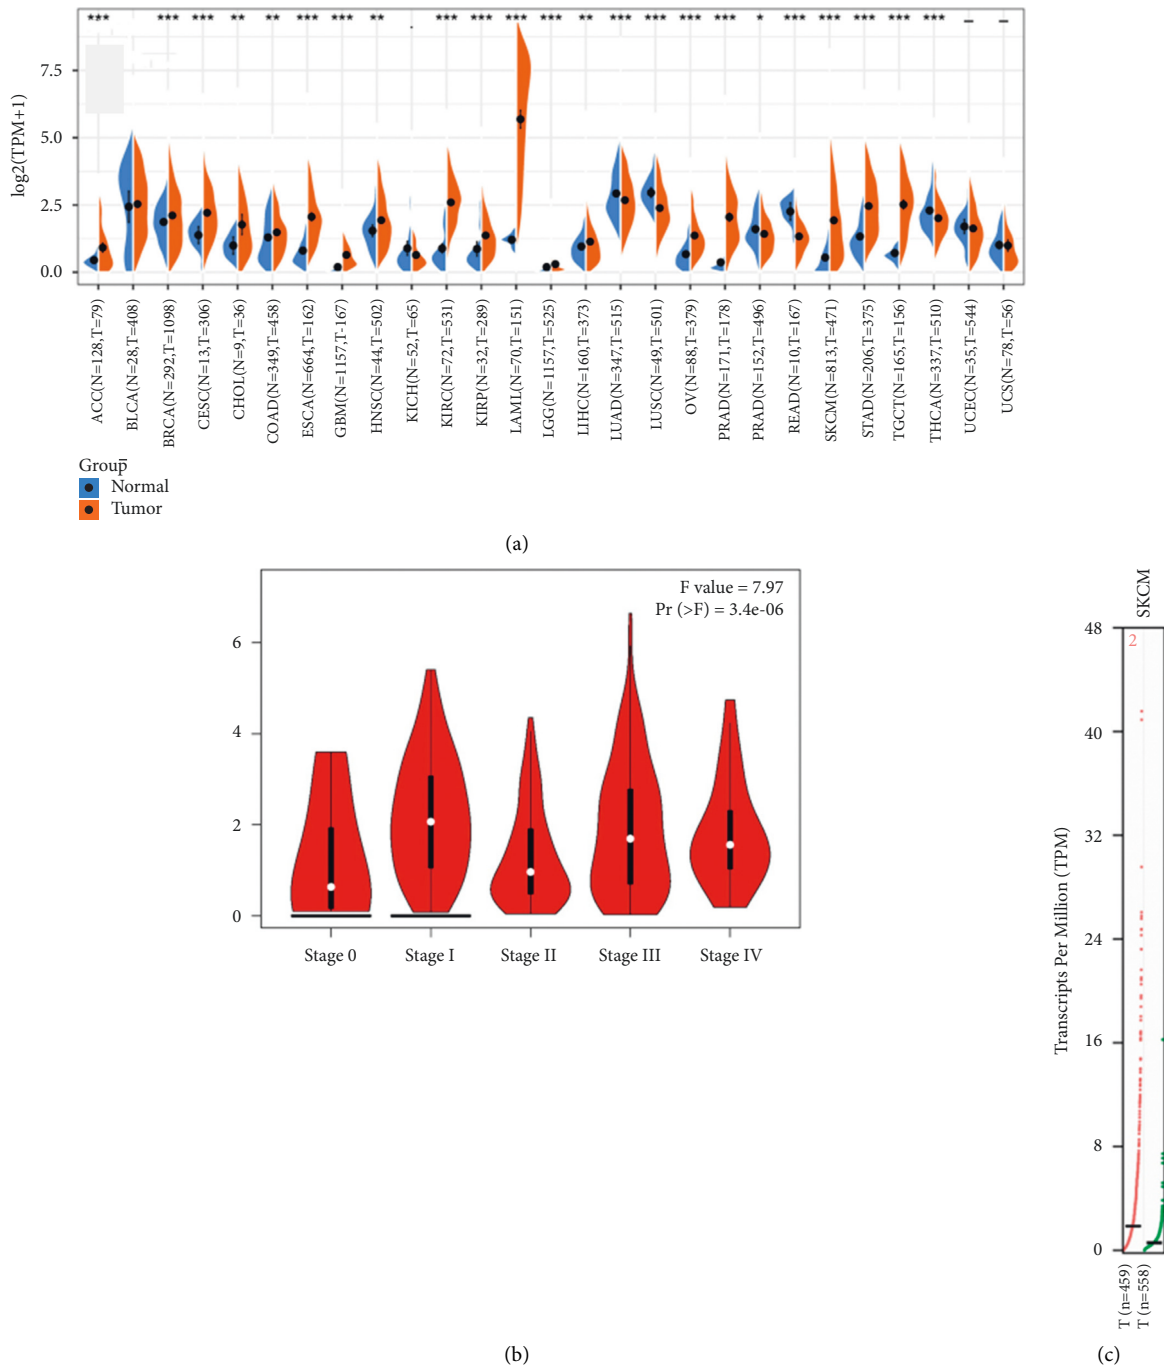 *** *** *** ** ** *** *** ** *** *** *** *** ** *** *** *** *** * *** *** *** *** *** – –
7.5
5.0
2.5
0.0
log2(TPM+1)
ACC(N=128,T=79)
BLCA(N=28,T=408)
BRCA(N=292,T=1098)
CESC(N=13,T=306)
CHOL(N=9,T=36)
COAD(N=349,T=458)
ESCA(N=664,T=162)
GBM(N=1157,T-167)
HNSC(N=44,T=502)
KICH(N=52,T=65)
KIRC(N=72,T=531)
KIRP(N=32,T=289)
LAML(N=70,T=151)
LGG(N=1157,T=525)
LIHC(N=160,T=373)
LUAD(N=347,T=515)
LUSC(N=49,T=501)
OV(N=88,T=379)
PRAD(N=171,T=178)
PRAD(N=152,T=496)
READ(N=10,T=167)
SKCM(N=813,T=471)
STAD(N=206,T=375)
TGCT(N=165,T=156)
THCA(N=337,T=510)
UCEC(N=35,T=544)
UCS(N=78,T=56)
Group̅
Normal
Tumor
(a)
F value = 7.97
Pr (>F) = 3.4e-06
6
4
2
0
Stage 0
Stage I
Stage II
Stage III
Stage IV
(b)
SKCM
2
48
40
32
24
16
8
0
Transcripts Per Million (TPM)
T (n=459)
T (n=558)
(c)